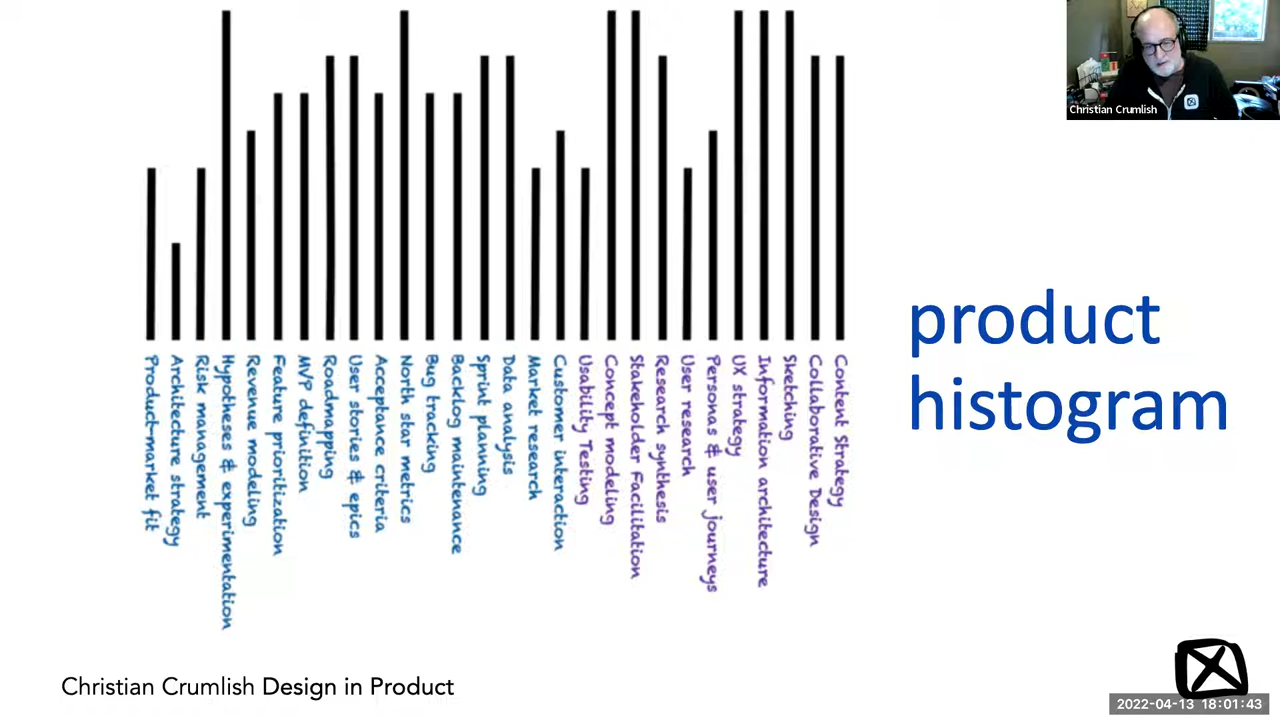 Christian Crumlish
product
histogram
Product-market fit
Architecture strategy
Risk management
Hypotheses & experimentation
Revenue modeling
Feature prioritization
MVP definition
Roadmapping
User stories & epics
Acceptance criteria
North star metrics
Bug tracking
Backlog maintenance
Sprint planning
Data analysis
Market research
Customer interaction
Usability Testing
Concept modeling
Stakeholder Facilitation
Research synthesis
User research
Personas & user journeys
UX strategy
Information architecture
Sketching
Collaborative Design
Content Strategy
Christian Crumlish Design in Product
2022-04-13 18:01:43